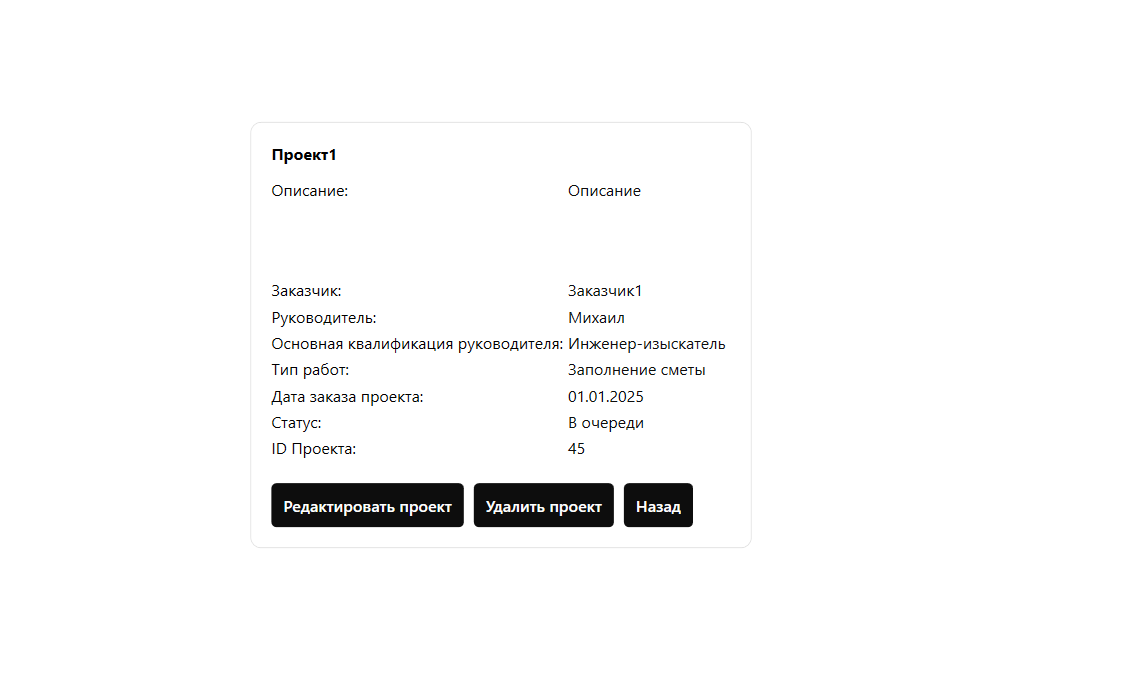 Проект1
Описание: Описание
Заказчик: Заказчик1
Руководитель: Михаил
Основная квалификация руководителя: Инженер-изыскатель
Тип работ: Заполнение сметы
Дата заказа проекта: 01.01.2025
Статус: В очереди
ID Проекта: 45
Редактировать проект Удалить проект Назад